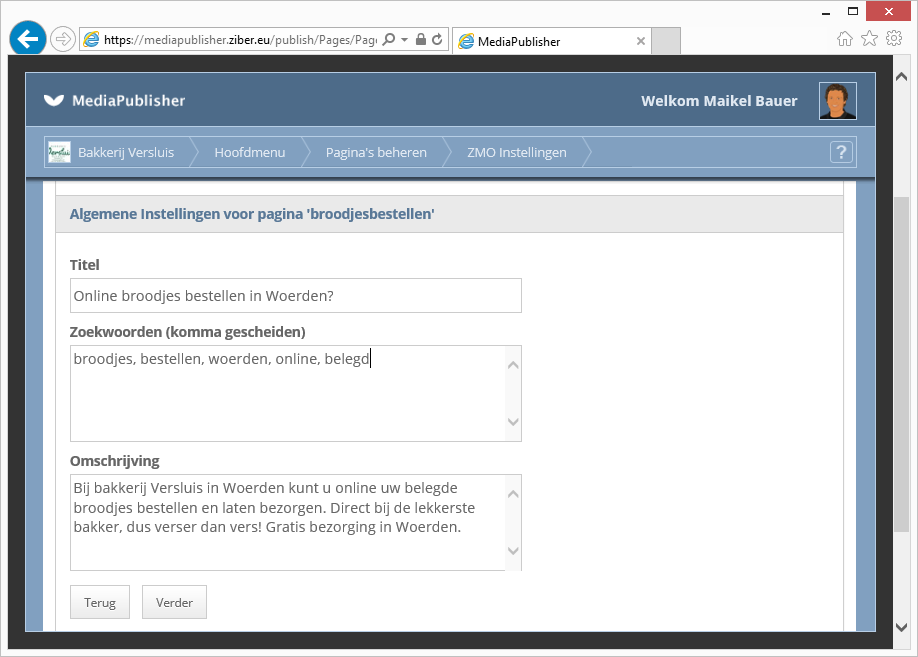 https://mediapublisher.ziber.eu/publish/Pages/Page
MediaPublisher
MediaPublisher
Welkom Maikel Bauer
Bakkerij Versluis
Hoofdmenu
Pagina's beheren
ZMO Instellingen
?
Algemene Instellingen voor pagina 'broodjesbestellen'
Titel
Online broodjes bestellen in Woerden?
Zoekwoorden (komma gescheiden)
broodjes, bestellen, woerden, online, belegd
Omschrijving
Bij bakkerij Versluis in Woerden kunt u online uw belegde
broodjes bestellen en laten bezorgen. Direct bij de lekkerste
bakker, dus verser dan vers! Gratis bezorging in Woerden.
Terug
Verder